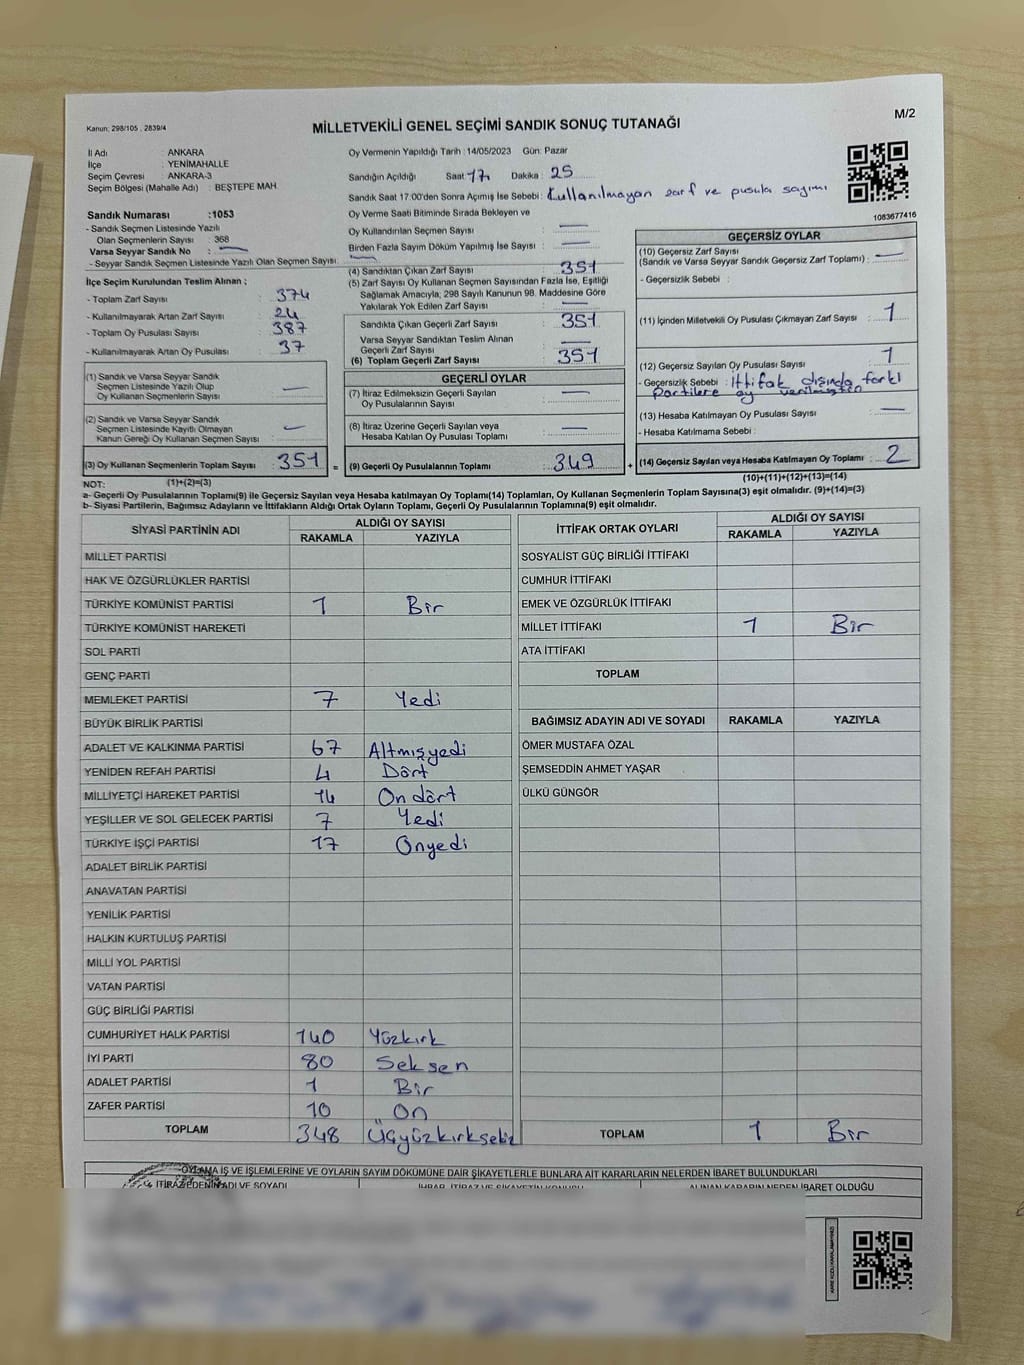 Kanun; 298/105 , 2839/4
M/2
MİLLETVEKİLİ GENEL SEÇİMİ SANDIK SONUÇ TUTANAĞI
İl Adı : ANKARA
İlçe : YENİMAHALLE
Seçim Çevresi : ANKARA-3
Seçim Bölgesi (Mahalle Adı) : BEŞTEPE MAH.
Oy Vermenin Yapıldığı Tarih : 14/05/2023 Gün: Pazar
Sandığın Açıldığı Saat : 17 Dakika : 25
Sandık Saat 17:00'den Sonra Açımış İse Sebebi : Kullanılmayan zarf ve pusula sayımı
1083677416
Sandık Numarası :1053
- Sandık Seçmen Listesinde Yazılı
Olan Seçmenlerin Sayısı : 368
Varsa Seyyar Sandık No : —
- Seyyar Sandık Seçmen Listesinde Yazıl Olan Seçmen Sayısı : —
Oy Verme Saati Bitiminde Sırada Bekleyen ve
Oy Kullandırılan Seçmen Sayısı : —
Birden Fazla Sayım Döküm Yapılmış İse Sayısı : —
İlçe Seçim Kurulundan Teslim Alınan ;
- Toplam Zarf Sayısı : 374
- Kullanılmayarak Artan Zarf Sayısı : 24
- Toplam Oy Pusulası Sayısı : 387
- Kullanılmayarak Artan Oy Pusulası : 37
(4) Sandıktan Çıkan Zarf Sayısı : 351
(5) Zarf Sayısı Oy Kullanan Seçmen Sayısından Fazla İse, Eşitliği
Sağlamak Amacıyla, 298 Sayılı Kanunun 98. Maddesine Göre
Yakılarak Yok Edilen Zarf Sayısı : —
Sandıkta Çıkan Geçerli Zarf Sayısı : 351
Varsa Seyyar Sandıktan Teslim Alınan
Geçerli Zarf Sayısı : —
(6) Toplam Geçerli Zarf Sayısı : 351
GEÇERSİZ OYLAR
(10) Geçersiz Zarf Sayısı
(Sandık ve Varsa Seyyar Sandık Geçersiz Zarf Toplamı) : —
- Geçersizlik Sebebi :
(11) İçinden Milletvekili Oy Pusulası Çıkmayan Zarf Sayısı : 1
(12) Geçersiz Sayılan Oy Pusulası Sayısı : 1
- Geçersizlik Sebebi : İttifak dışında farklı
partilere oy verilmiştir
(13) Hesaba Katılmayan Oy Pusulası Sayısı : —
- Hesaba Katılmama Sebebi :
(14) Geçersiz Sayılan veya Hesaba Katılmayan Oy Toplamı : 2
(10)+(11)+(12)+(13)=(14)
(1) Sandık ve Varsa Seyyar Sandık
Seçmen Listesinde Yazılı Olup
Oy Kullanan Seçmenlerin Sayısı : —
(2) Sandık ve Varsa Seyyar Sandık
Seçmen Listesinde Kayıtlı Olmayan
Kanun Gereği Oy Kullanan Seçmen Sayısı : —
(3) Oy Kullanan Seçmenlerin Toplam Sayısı : 351 =
(1)+(2)=(3)
GEÇERLİ OYLAR
(7) İtiraz Edilmeksizin Geçerli Sayılan
Oy Pusulalarının Sayısı : —
(8) İtiraz Üzerine Geçerli Sayılan ve
Hesaba Katılan Oy Pusulası Toplamı : —
(9) Geçerli Oy Pusulalarının Toplamı : 349 +
NOT:
a- Geçerli Oy Pusulalarının Toplamı(9) ile Geçersiz Sayılan veya Hesaba katılmayan Oy Toplamı(14) Toplamları, Oy Kullanan Seçmenlerin Toplam Sayısına(3) eşit olmalıdır. (9)+(14)=(3)
b- Siyasi Partilerin, Bağımsız Adayların ve İttifakların Aldığı Ortak Oyların Toplamı, Geçerli Oy Pusulalarının Toplamına(9) eşit olmalıdır.
SİYASİ PARTİNİN ADI ALDIĞI OY SAYISI
RAKAMLA YAZIYLA
MİLLET PARTİSİ
HAK VE ÖZGÜRLÜKLER PARTİSİ
TÜRKİYE KOMÜNİST PARTİSİ 1 Bir
TÜRKİYE KOMÜNİST HAREKETİ
SOL PARTİ
GENÇ PARTİ
MEMLEKET PARTİSİ 7 Yedi
BÜYÜK BİRLİK PARTİSİ
ADALET VE KALKINMA PARTİSİ 67 Altmışyedi
YENİDEN REFAH PARTİSİ 4 Dört
MİLLİYETÇİ HAREKET PARTİSİ 14 On dört
YEŞİLLER VE SOL GELECEK PARTİSİ 7 Yedi
TÜRKİYE İŞÇİ PARTİSİ 17 Onyedi
ADALET BİRLİK PARTİSİ
ANAVATAN PARTİSİ
YENİLİK PARTİSİ
HALKIN KURTULUŞ PARTİSİ
MİLLİ YOL PARTİSİ
VATAN PARTİSİ
GÜÇ BİRLİĞİ PARTİSİ
CUMHURİYET HALK PARTİSİ 140 Yüzkırk
İYİ PARTİ 80 Seksen
ADALET PARTİSİ 1 Bir
ZAFER PARTİSİ 10 On
TOPLAM 348 Üçyüzkırksekiz
İTTİFAK ORTAK OYLARI ALDIĞI OY SAYISI
RAKAMLA YAZIYLA
SOSYALİST GÜÇ BİRLİĞİ İTTİFAKI
CUMHUR İTTİFAKI
EMEK VE ÖZGÜRLÜK İTTİFAKI
MİLLET İTTİFAKI 1 Bir
ATA İTTİFAKI
TOPLAM
BAĞIMSIZ ADAYIN ADI VE SOYADI RAKAMLA YAZIYLA
ÖMER MUSTAFA ÖZAL
ŞEMSEDDİN AHMET YAŞAR
ÜLKÜ GÜNGÖR
TOPLAM 1 Bir
OYLAMA İŞ VE İŞLEMLERİNE VE OYLARIN SAYIM DÖKÜMÜNE DAİR ŞİKAYETLERLE BUNLARA AİT KARARLARIN NELERDEN İBARET BULUNDUKLARI
İTİRAZ EDENİN ADI VE SOYADI İHBAR, İTİRAZ VE ŞİKAYETİN KONUSU ALINAN KARARIN NEDEN İBARET OLDUĞU